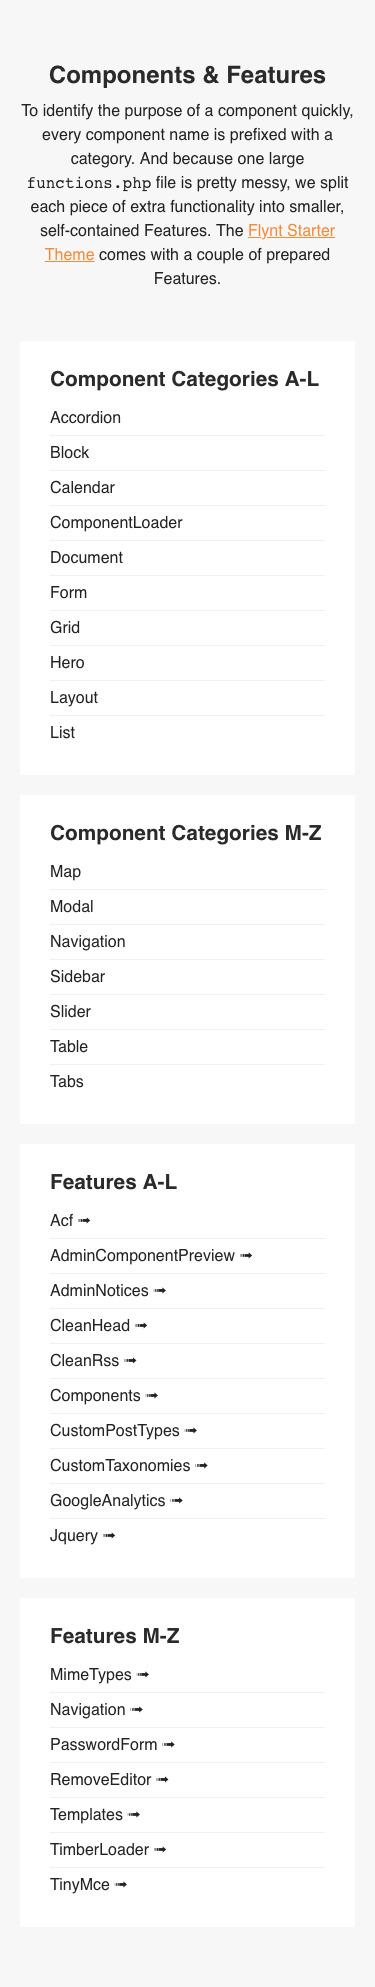 Components & Features
To identify the purpose of a component quickly,
every component name is prefixed with a
category. And because one large
functions.php file is pretty messy, we split
each piece of extra functionality into smaller,
self-contained Features. The Flynt Starter
Theme comes with a couple of prepared
Features.
Component Categories A-L
Accordion
Block
Calendar
ComponentLoader
Document
Form
Grid
Hero
Layout
List
Component Categories M-Z
Map
Modal
Navigation
Sidebar
Slider
Table
Tabs
Features A-L
Acf ➟
AdminComponentPreview ➟
AdminNotices ➟
CleanHead ➟
CleanRss ➟
Components ➟
CustomPostTypes ➟
CustomTaxonomies ➟
GoogleAnalytics ➟
Jquery ➟
Features M-Z
MimeTypes ➟
Navigation ➟
PasswordForm ➟
RemoveEditor ➟
Templates ➟
TimberLoader ➟
TinyMce ➟